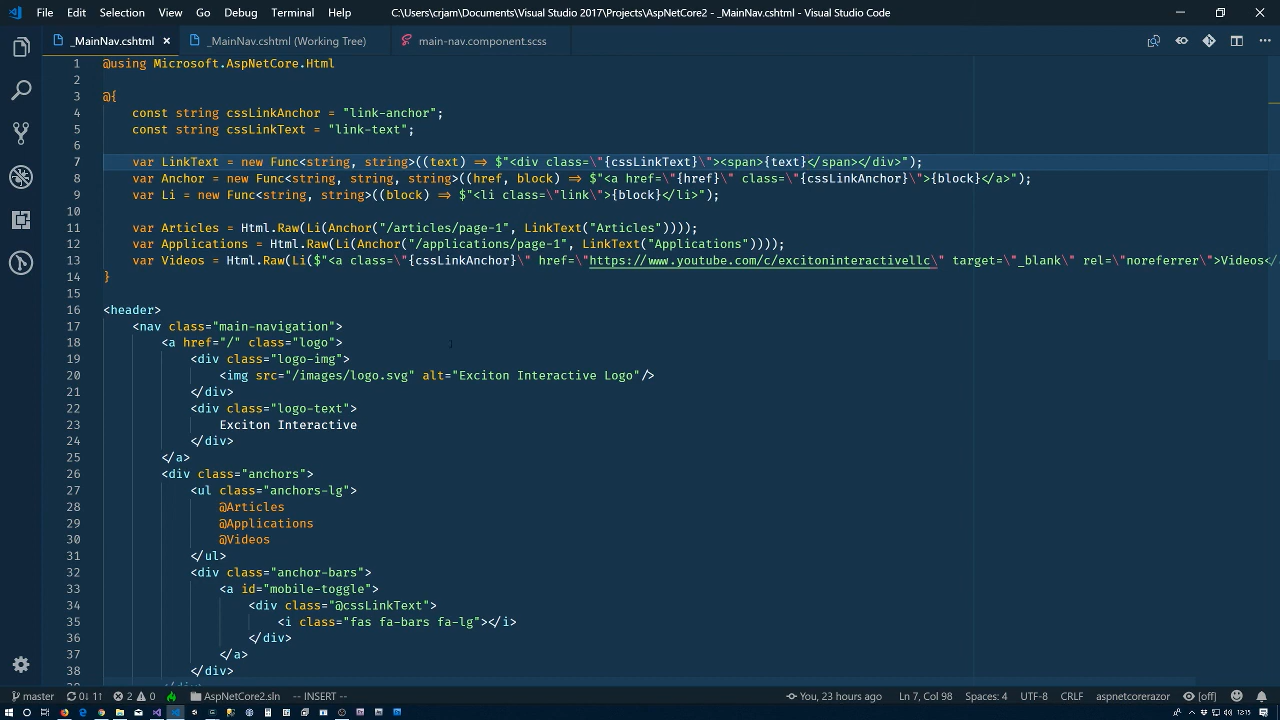 File Edit Selection View Go Debug Terminal Help C:\Users\crjam\Documents\Visual Studio 2017\Projects\AspNetCore2 - _MainNav.cshtml - Visual Studio Code
_MainNav.cshtml × _MainNav.cshtml (Working Tree) main-nav.component.scss
1 @using Microsoft.AspNetCore.Html
2
3 @{
4 const string cssLinkAnchor = "link-anchor";
5 const string cssLinkText = "link-text";
6
7 var LinkText = new Func<string, string>((text) => $"<div class=\"{cssLinkText}\"><span>{text}</span></div>");
8 var Anchor = new Func<string, string, string>((href, block) => $"<a href=\"{href}\" class=\"{cssLinkAnchor}\">{block}</a>");
9 var Li = new Func<string, string>((block) => $"<li class=\"link\">{block}</li>");
10
11 var Articles = Html.Raw(Li(Anchor("/articles/page-1", LinkText("Articles"))));
12 var Applications = Html.Raw(Li(Anchor("/applications/page-1", LinkText("Applications"))));
13 var Videos = Html.Raw(Li($"<a class=\"{cssLinkAnchor}\" href=\"https://www.youtube.com/c/excitoninteractivellc\" target=\"_blank\" rel=\"noreferrer\">Videos</
14 }
15
16 <header>
17 <nav class="main-navigation">
18 <a href="/" class="logo">
19 <div class="logo-img">
20 <img src="/images/logo.svg" alt="Exciton Interactive Logo"/>
21 </div>
22 <div class="logo-text">
23 Exciton Interactive
24 </div>
25 </a>
26 <div class="anchors">
27 <ul class="anchors-lg">
28 @Articles
29 @Applications
30 @Videos
31 </ul>
32 <div class="anchor-bars">
33 <a id="mobile-toggle">
34 <div class="@cssLinkText">
35 <i class="fas fa-bars fa-lg"></i>
36 </div>
37 </a>
38 </div>
master 0↓ 11 2 0 AspNetCore2.sln -- INSERT -- You, 23 hours ago Ln 7, Col 98 Spaces: 4 UTF-8 CRLF aspnetcorerazor [off]
12:15